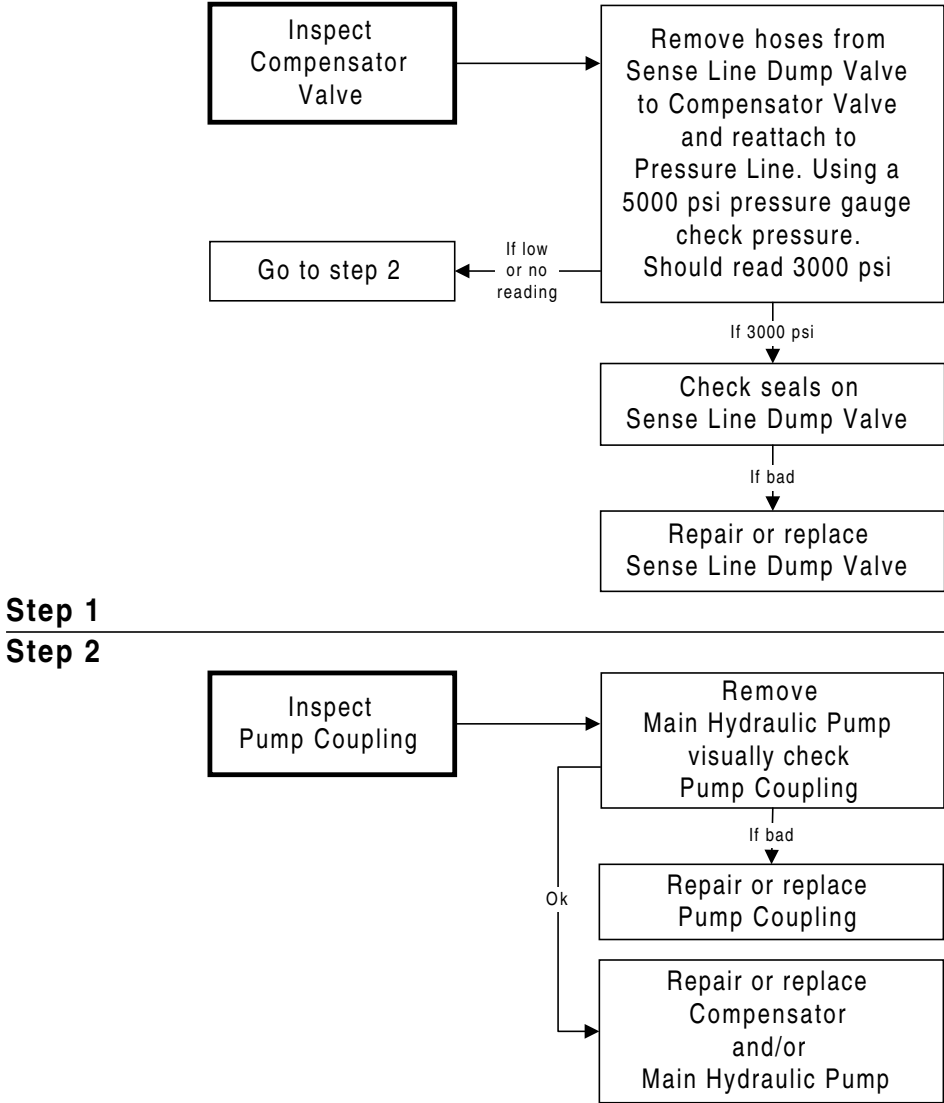 Inspect
Compensator
Valve
Remove hoses from
Sense Line Dump Valve
to Compensator Valve
and reattach to
Pressure Line. Using a
5000 psi pressure gauge
check pressure.
Should read 3000 psi
If low
or no
reading
Go to step 2
If 3000 psi
Check seals on
Sense Line Dump Valve
If bad
Repair or replace
Sense Line Dump Valve
Step 1
Step 2
Inspect
Pump Coupling
Remove
Main Hydraulic Pump
visually check
Pump Coupling
If bad
Repair or replace
Pump Coupling
Ok
Repair or replace
Compensator
and/or
Main Hydraulic Pump